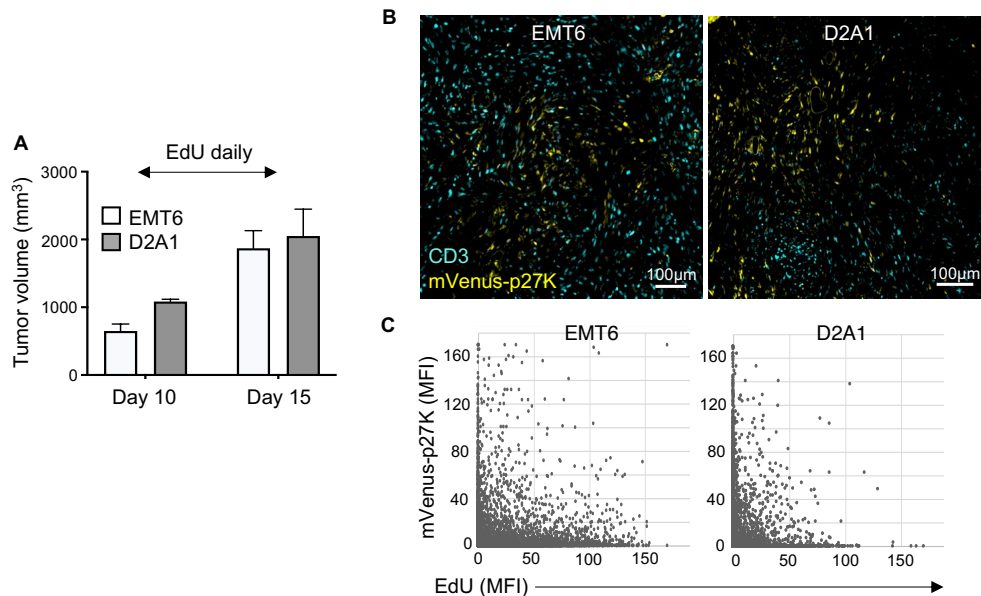 A
EdU daily
Tumor volume (mm³)
3000
2000
1000
0
EMT6
D2A1
Day 10
Day 15
B
EMT6
D2A1
CD3
mVenus-p27K
100μm
100μm
C
EMT6
D2A1
mVenus-p27K (MFI)
160
120
80
40
0
160
120
80
40
0
0
50
100
150
0
50
100
150
EdU (MFI)